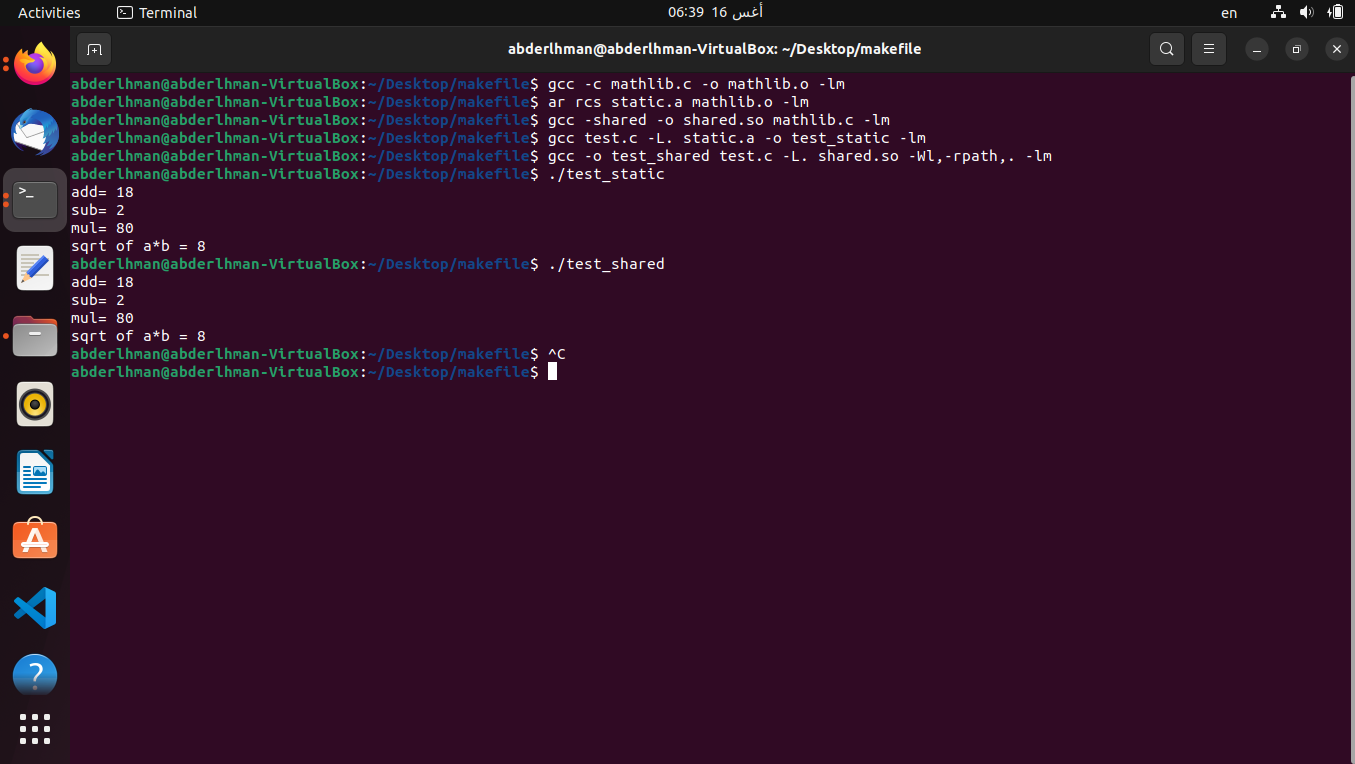 Activities Terminal 06:39 16 أغس en
abderlhman@abderlhman-VirtualBox: ~/Desktop/makefile
abderlhman@abderlhman-VirtualBox:~/Desktop/makefile$ gcc -c mathlib.c -o mathlib.o -lm
abderlhman@abderlhman-VirtualBox:~/Desktop/makefile$ ar rcs static.a mathlib.o -lm
abderlhman@abderlhman-VirtualBox:~/Desktop/makefile$ gcc -shared -o shared.so mathlib.c -lm
abderlhman@abderlhman-VirtualBox:~/Desktop/makefile$ gcc test.c -L. static.a -o test_static -lm
abderlhman@abderlhman-VirtualBox:~/Desktop/makefile$ gcc -o test_shared test.c -L. shared.so -Wl,-rpath,. -lm
abderlhman@abderlhman-VirtualBox:~/Desktop/makefile$ ./test_static
add= 18
sub= 2
mul= 80
sqrt of a*b = 8
abderlhman@abderlhman-VirtualBox:~/Desktop/makefile$ ./test_shared
add= 18
sub= 2
mul= 80
sqrt of a*b = 8
abderlhman@abderlhman-VirtualBox:~/Desktop/makefile$ ^C
abderlhman@abderlhman-VirtualBox:~/Desktop/makefile$